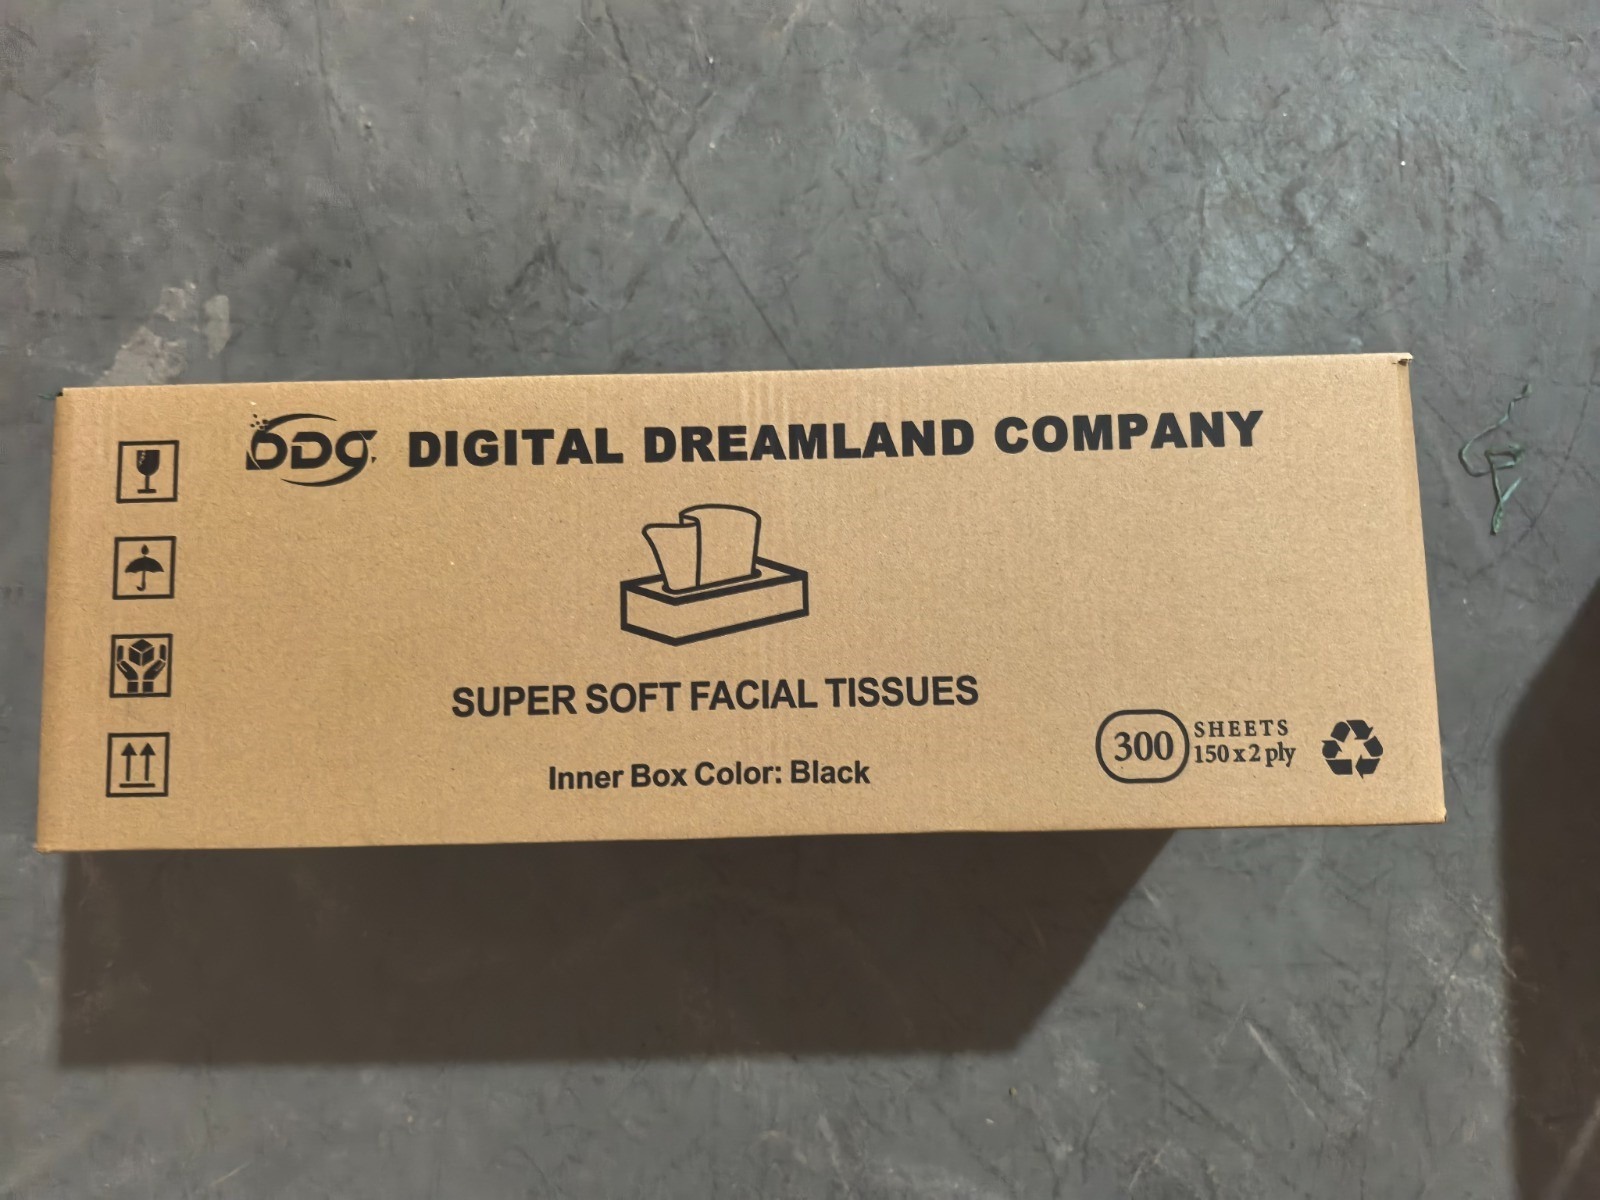 DDg DIGITAL DREAMLAND COMPANY
SUPER SOFT FACIAL TISSUES
Inner Box Color: Black
300 SHEETS
150 x 2 ply